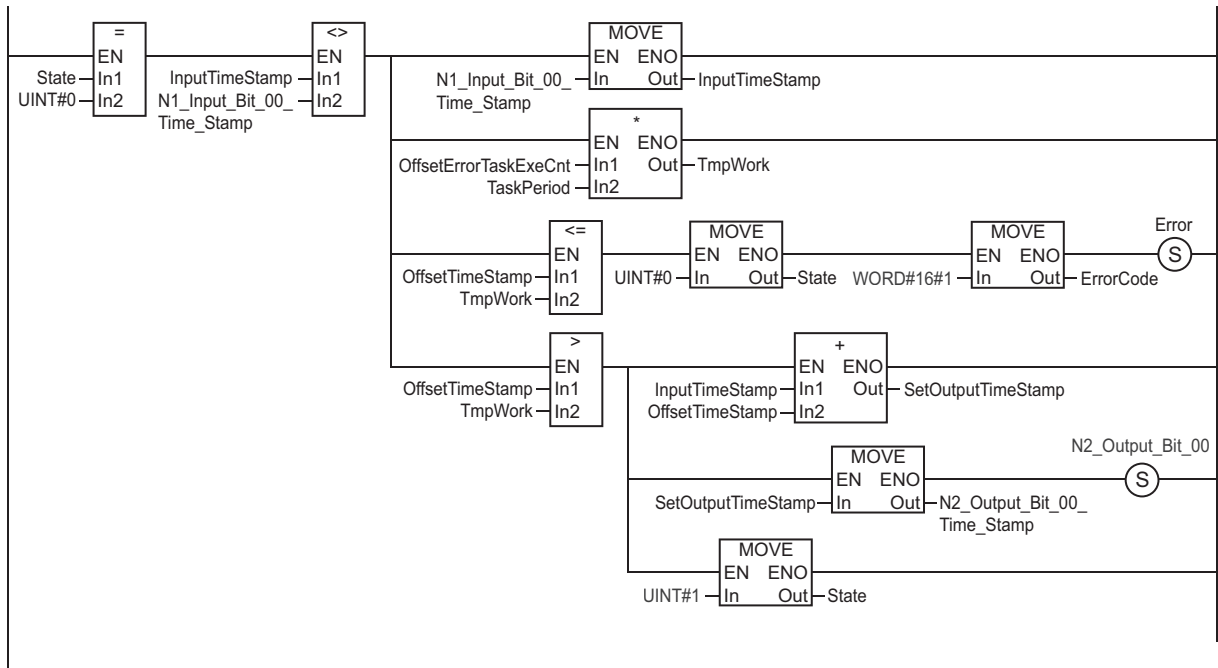 =
EN
State In1
UINT#0 In2
<>
EN
InputTimeStamp In1
N1_Input_Bit_00_ In2
Time_Stamp
MOVE
EN ENO
N1_Input_Bit_00_ In Out InputTimeStamp
Time_Stamp
*
EN ENO
OffsetErrorTaskExeCnt In1 Out TmpWork
TaskPeriod In2
<=
EN
OffsetTimeStamp In1
TmpWork In2
MOVE
EN ENO
UINT#0 In Out State
MOVE
EN ENO
WORD#16#1 In Out ErrorCode
Error
S
>
EN
OffsetTimeStamp In1
TmpWork In2
+
EN ENO
InputTimeStamp In1 Out SetOutputTimeStamp
OffsetTimeStamp In2
MOVE
EN ENO
SetOutputTimeStamp In Out N2_Output_Bit_00_
Time_Stamp
N2_Output_Bit_00
S
MOVE
EN ENO
UINT#1 In Out State